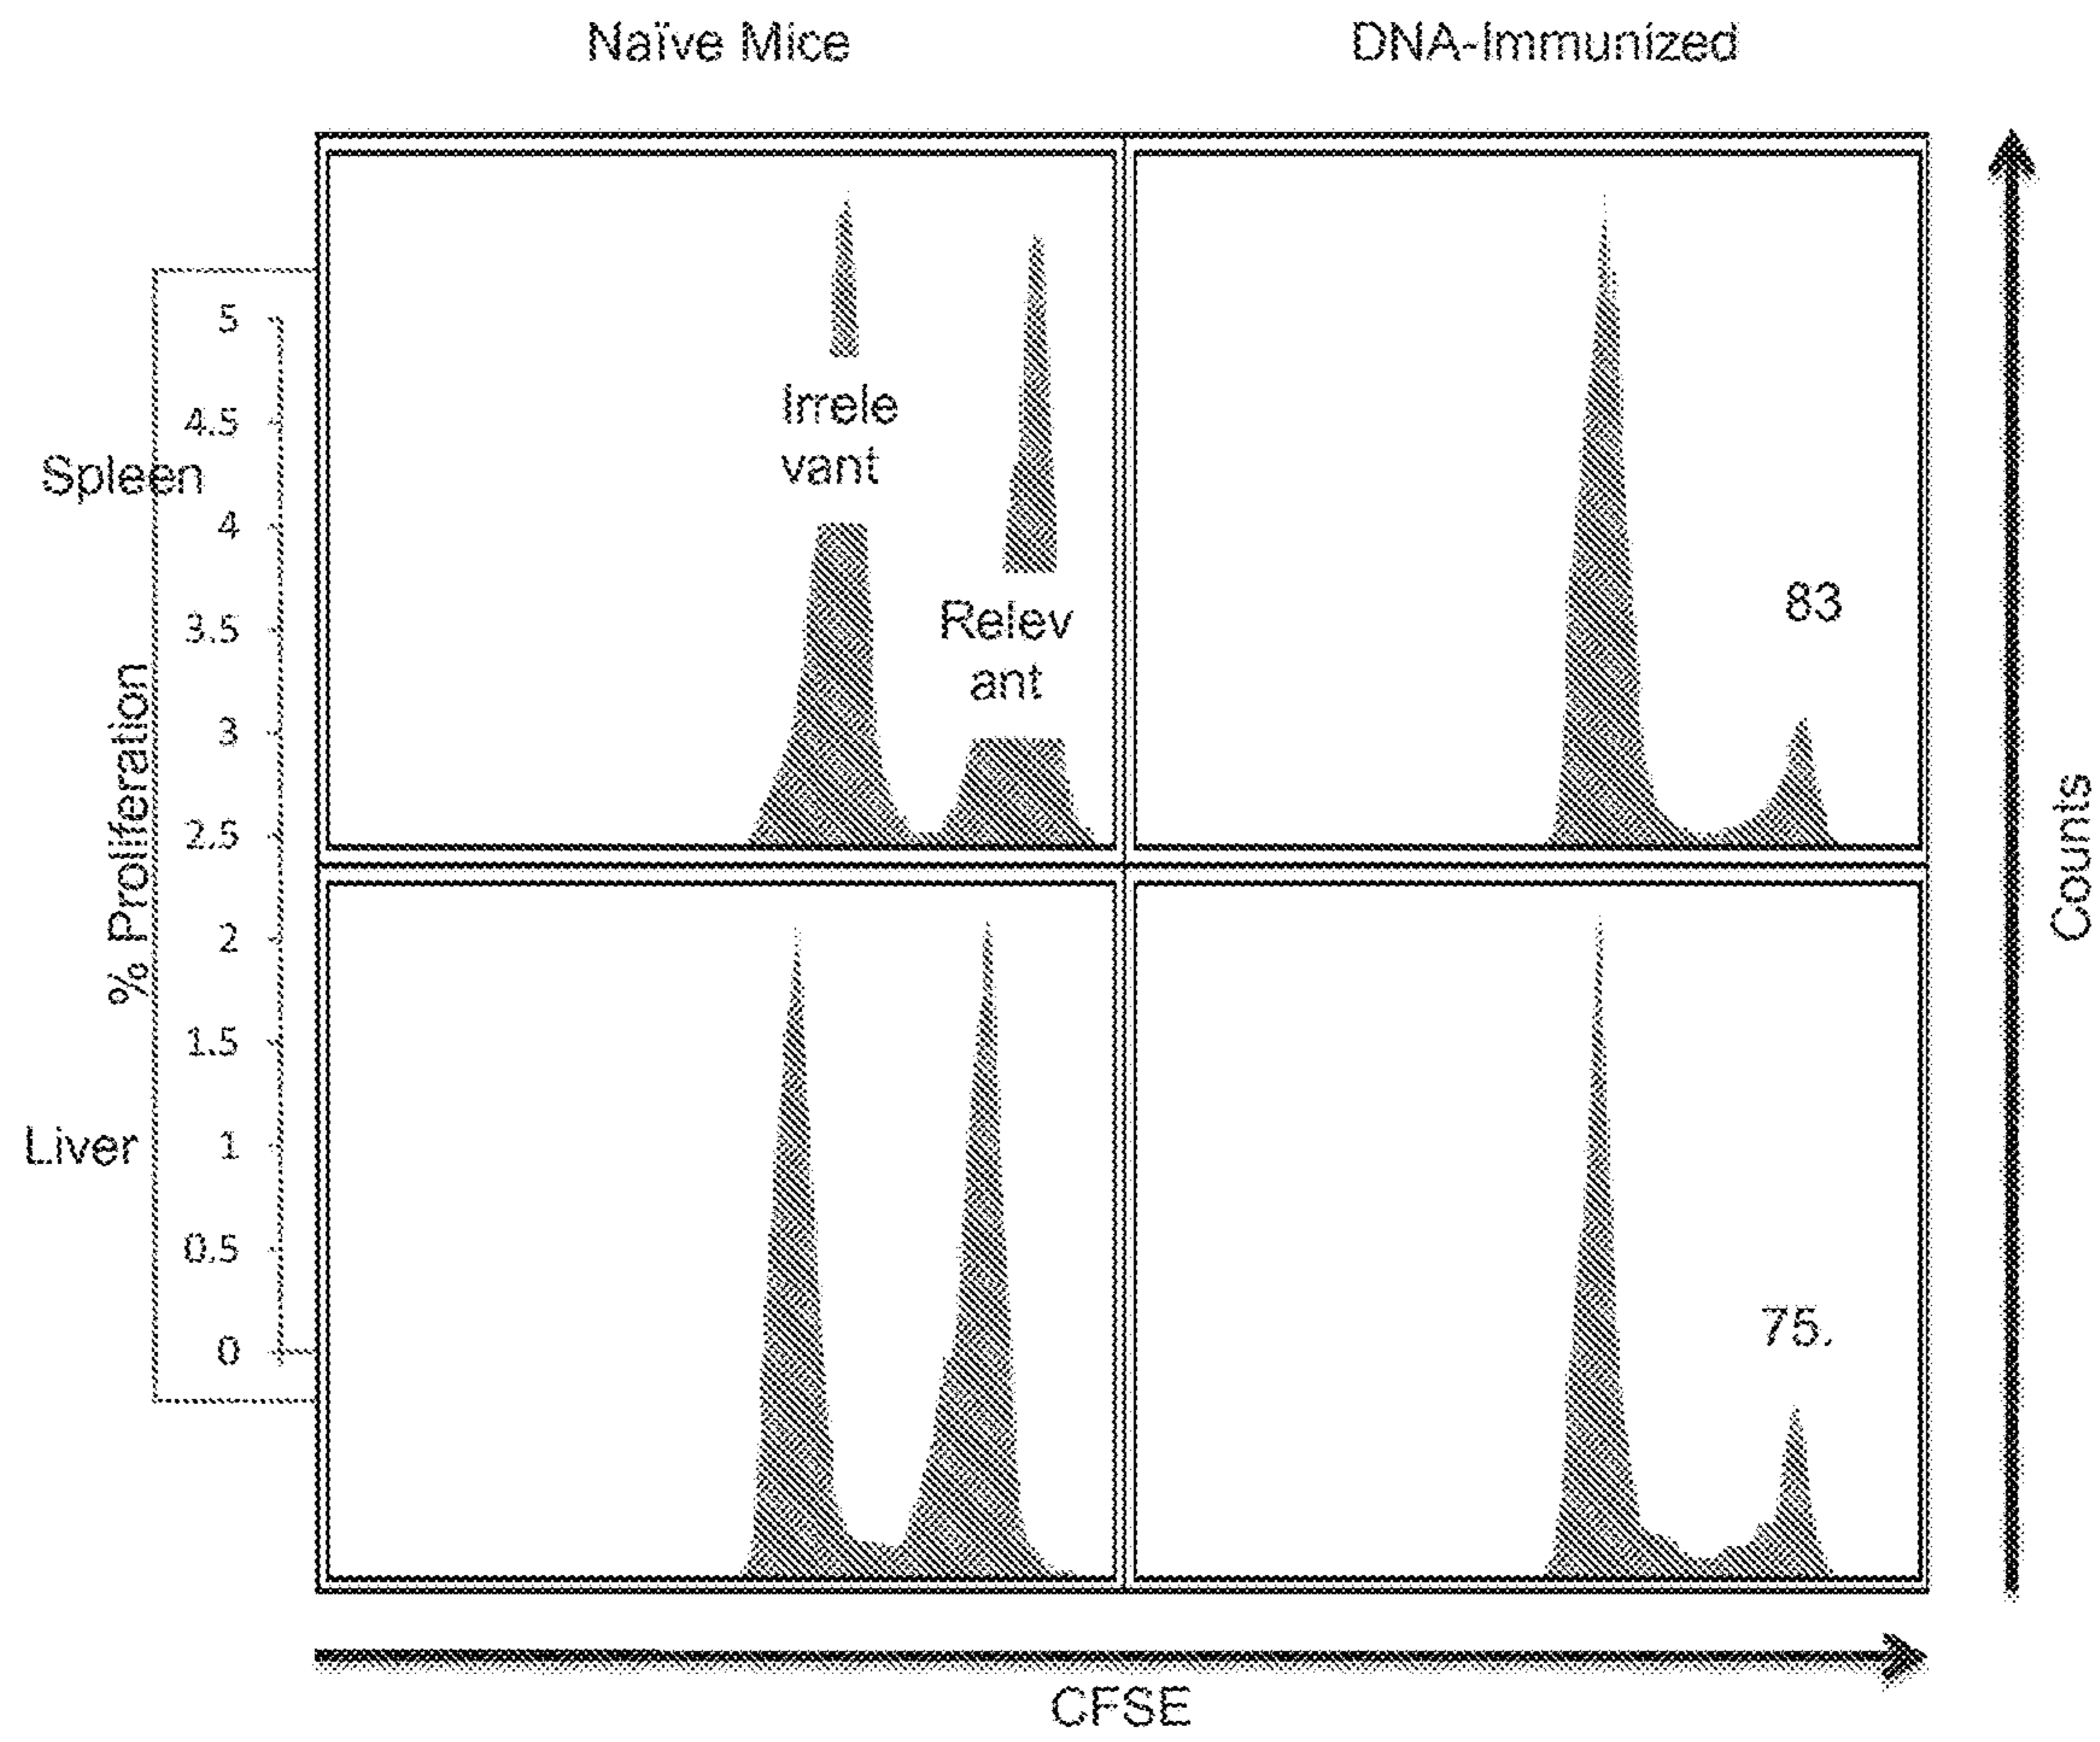 Naïve Mice
DNA-Immunized
Spleen
Liver
% Proliferation
5
4.5
4
3.5
3
2.5
2
1.5
1
0.5
0
Irrele
vant
Relev
ant
83
75.
Counts
CFSE